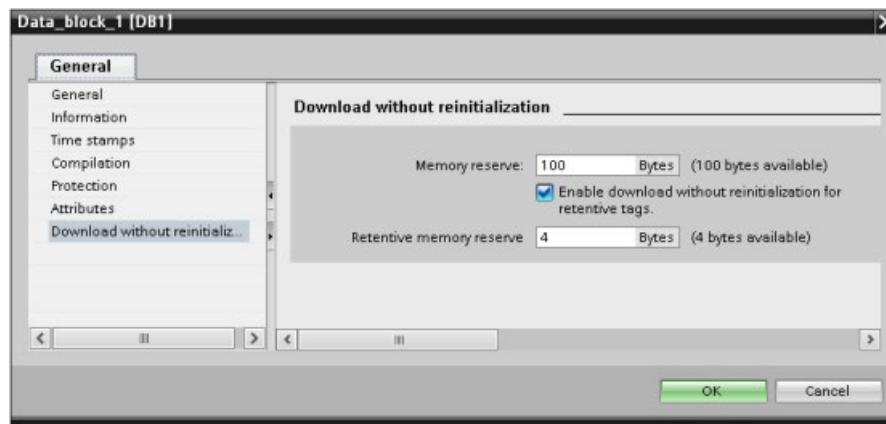 Data_block_1 [DB1]
General
General
Information
Time stamps
Compilation
Protection
Attributes
Download without reinitializ...
Download without reinitialization
Memory reserve: 100 Bytes (100 bytes available)
Enable download without reinitialization for
retentive tags.
Retentive memory reserve 4 Bytes (4 bytes available)
OK Cancel